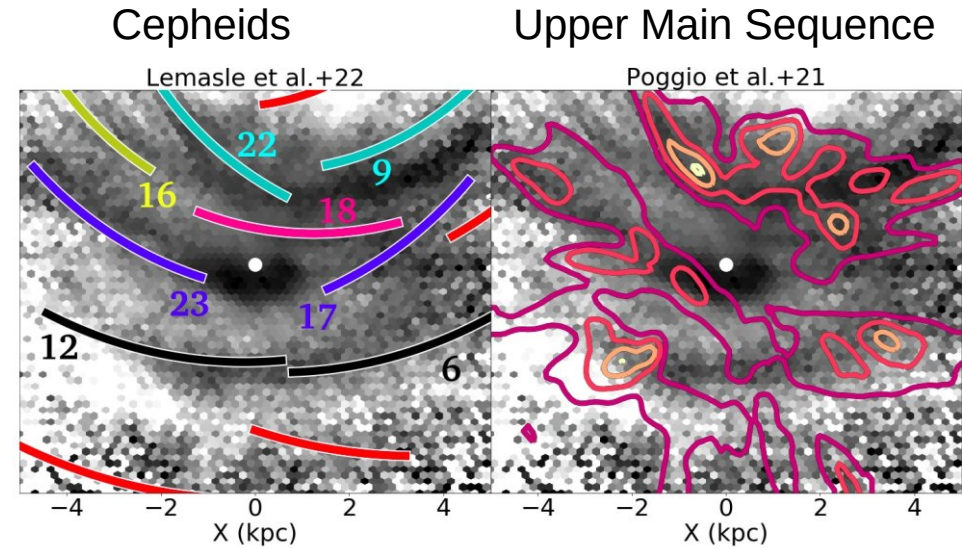 Cepheids
Upper Main Sequence
Lemasle et al.+22
Poggio et al.+21
22
9
16
18
23
17
12
6
−4 −2 0 2 4
−4 −2 0 2 4
X (kpc)
X (kpc)